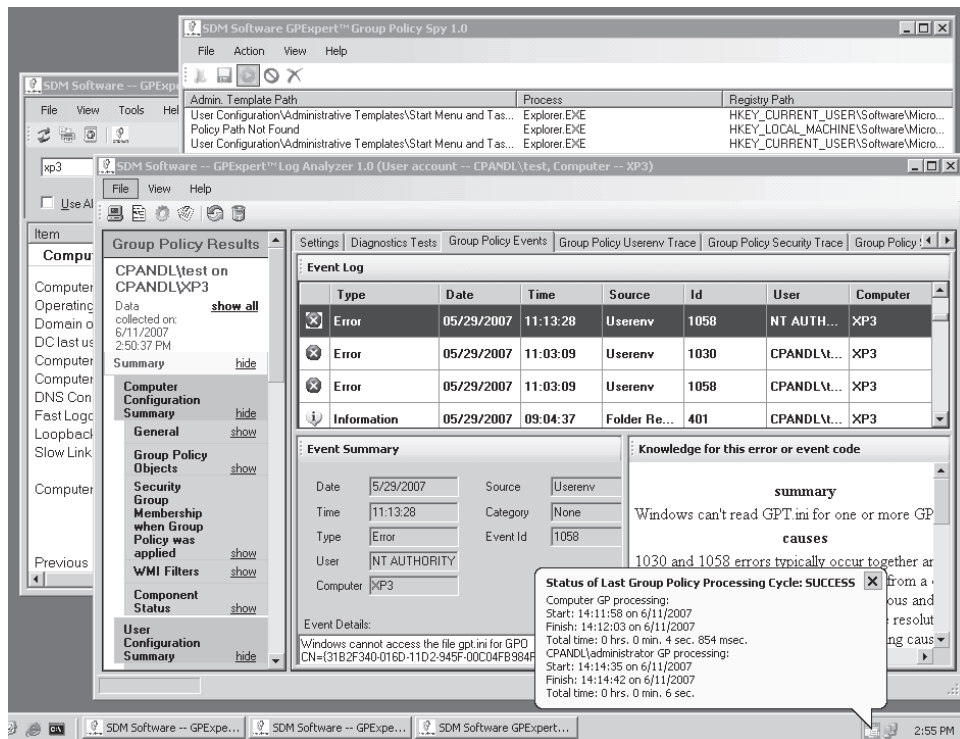 SDM Software GPExpert™ Group Policy Spy 1.0
File Action View Help
Admin. Template Path Process Registry Path
User Configuration\Administrative Templates\Start Menu and Tas... Explorer.EXE HKEY_CURRENT_USER\Software\Micro...
Policy Path Not Found Explorer.EXE HKEY_LOCAL_MACHINE\Software\Micro...
User Configuration\Administrative Templates\Start Menu and Tas... Explorer.EXE HKEY_CURRENT_USER\Software\Micro...
SDM Software -- GPExpe
File View Tools Hel
xp3
Use Al
Item
Compu
Computer
Operating
Domain o
DC last us
Computer
Computer
DNS Con
Fast Logo
Loopback
Slow Link
Computer
Previous
SDM Software -- GPExpert™ Log Analyzer 1.0 (User account -- CPANDL\test, Computer -- XP3)
File View Help
Group Policy Results
CPANDL\test on
CPANDL\XP3
Data show all
collected on:
6/11/2007
2:50:37 PM
Summary hide
Computer
Configuration
Summary hide
General show
Group Policy
Objects show
Security
Group
Membership
when Group
Policy was
applied show
WMI Filters show
Component
Status show
User
Configuration
Summary hide
Settings Diagnostics Tests Group Policy Events Group Policy Userenv Trace Group Policy Security Trace Group Policy
Event Log
Type Date Time Source Id User Computer
Error 05/29/2007 11:13:28 Userenv 1058 NT AUTH... XP3
Error 05/29/2007 11:03:09 Userenv 1030 CPANDL\t... XP3
Error 05/29/2007 11:03:09 Userenv 1058 CPANDL\t... XP3
Information 05/29/2007 09:04:37 Folder Re... 401 CPANDL\t... XP3
Event Summary
Date 5/29/2007 Source Userenv
Time 11:13:28 Category None
Type Error Event Id 1058
User NT AUTHORITY
Computer XP3
Event Details:
Windows cannot access the file gpt.ini for GPO
CN={31B2F340-016D-11D2-945F-00C04FB984F
Knowledge for this error or event code
summary
Windows can't read GPT.ini for one or more GP
causes
1030 and 1058 errors typically occur together an
from a
ous and
resolut
ng caus
Status of Last Group Policy Processing Cycle: SUCCESS
Computer GP processing:
Start: 14:11:58 on 6/11/2007
Finish: 14:12:03 on 6/11/2007
Total time: 0 hrs. 0 min. 4 sec. 854 msec.
CPANDL\administrator GP processing:
Start: 14:14:35 on 6/11/2007
Finish: 14:14:42 on 6/11/2007
Total time: 0 hrs. 0 min. 6 sec.
SDM Software -- GPExpe... SDM Software -- GPExpe... SDM Software GPExpert... 2:55 PM